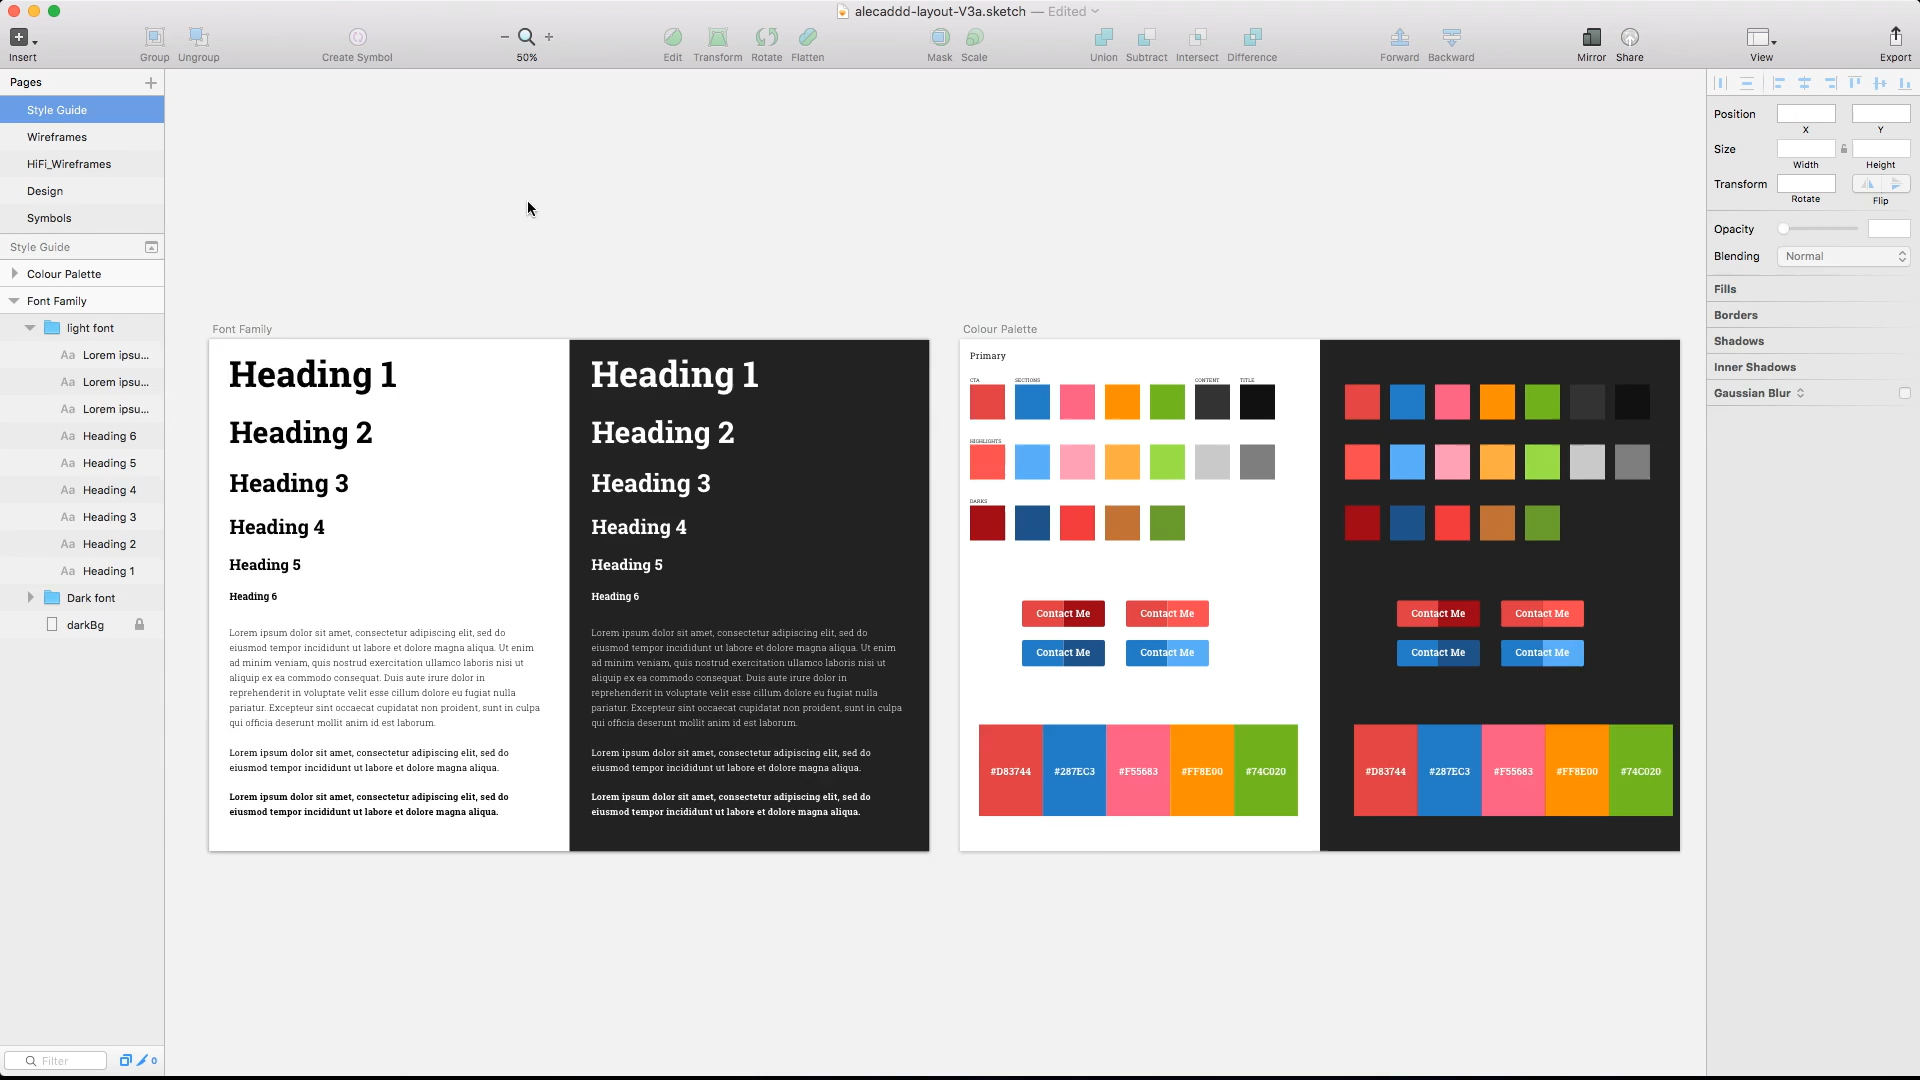 alecaddd-layout-V3a.sketch — Edited
Insert
Group
Ungroup
Create Symbol
50%
Edit
Transform
Rotate
Flatten
Mask
Scale
Union
Subtract
Intersect
Difference
Forward
Backward
Mirror
Share
View
Export
Pages
Style Guide
Wireframes
HiFi_Wireframes
Design
Symbols
Style Guide
Colour Palette
Font Family
light font
Aa Lorem ipsu...
Aa Lorem ipsu...
Aa Lorem ipsu...
Aa Heading 6
Aa Heading 5
Aa Heading 4
Aa Heading 3
Aa Heading 2
Aa Heading 1
Dark font
darkBg
Filter
0
Font Family
Heading 1
Heading 2
Heading 3
Heading 4
Heading 5
Heading 6
Lorem ipsum dolor sit amet, consectetur adipiscing elit, sed do
eiusmod tempor incididunt ut labore et dolore magna aliqua. Ut enim
ad minim veniam, quis nostrud exercitation ullamco laboris nisi ut
aliquip ex ea commodo consequat. Duis aute irure dolor in
reprehenderit in voluptate velit esse cillum dolore eu fugiat nulla
pariatur. Excepteur sint occaecat cupidatat non proident, sunt in culpa
qui officia deserunt mollit anim id est laborum.
Lorem ipsum dolor sit amet, consectetur adipiscing elit, sed do
eiusmod tempor incididunt ut labore et dolore magna aliqua.
Lorem ipsum dolor sit amet, consectetur adipiscing elit, sed do
eiusmod tempor incididunt ut labore et dolore magna aliqua.
Heading 1
Heading 2
Heading 3
Heading 4
Heading 5
Heading 6
Lorem ipsum dolor sit amet, consectetur adipiscing elit, sed do
eiusmod tempor incididunt ut labore et dolore magna aliqua. Ut enim
ad minim veniam, quis nostrud exercitation ullamco laboris nisi ut
aliquip ex ea commodo consequat. Duis aute irure dolor in
reprehenderit in voluptate velit esse cillum dolore eu fugiat nulla
pariatur. Excepteur sint occaecat cupidatat non proident, sunt in culpa
qui officia deserunt mollit anim id est laborum.
Lorem ipsum dolor sit amet, consectetur adipiscing elit, sed do
eiusmod tempor incididunt ut labore et dolore magna aliqua.
Lorem ipsum dolor sit amet, consectetur adipiscing elit, sed do
eiusmod tempor incididunt ut labore et dolore magna aliqua.
Colour Palette
Primary
CTA SECTIONS CONTENT TITLE
HIGHLIGHTS
DARKS
Contact Me Contact Me
Contact Me Contact Me
#D83744 #287EC3 #F55683 #FF8E00 #74C020
Contact Me Contact Me
Contact Me Contact Me
#D83744 #287EC3 #F55683 #FF8E00 #74C020
Position
X Y
Size
Width Height
Transform
Rotate Flip
Opacity
Blending Normal
Fills
Borders
Shadows
Inner Shadows
Gaussian Blur